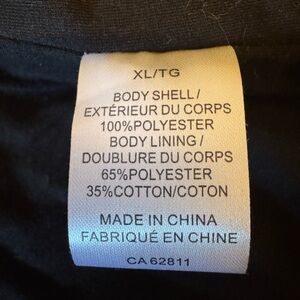 XL/TG
BODY SHELL/
EXTÉRIEUR DU CORPS
100%POLYESTER
BODY LINING/
DOUBLURE DU CORPS
65%POLYESTER
35%COTTON/COTON
MADE IN CHINA
FABRIQUÉ EN CHINE
CA 62811